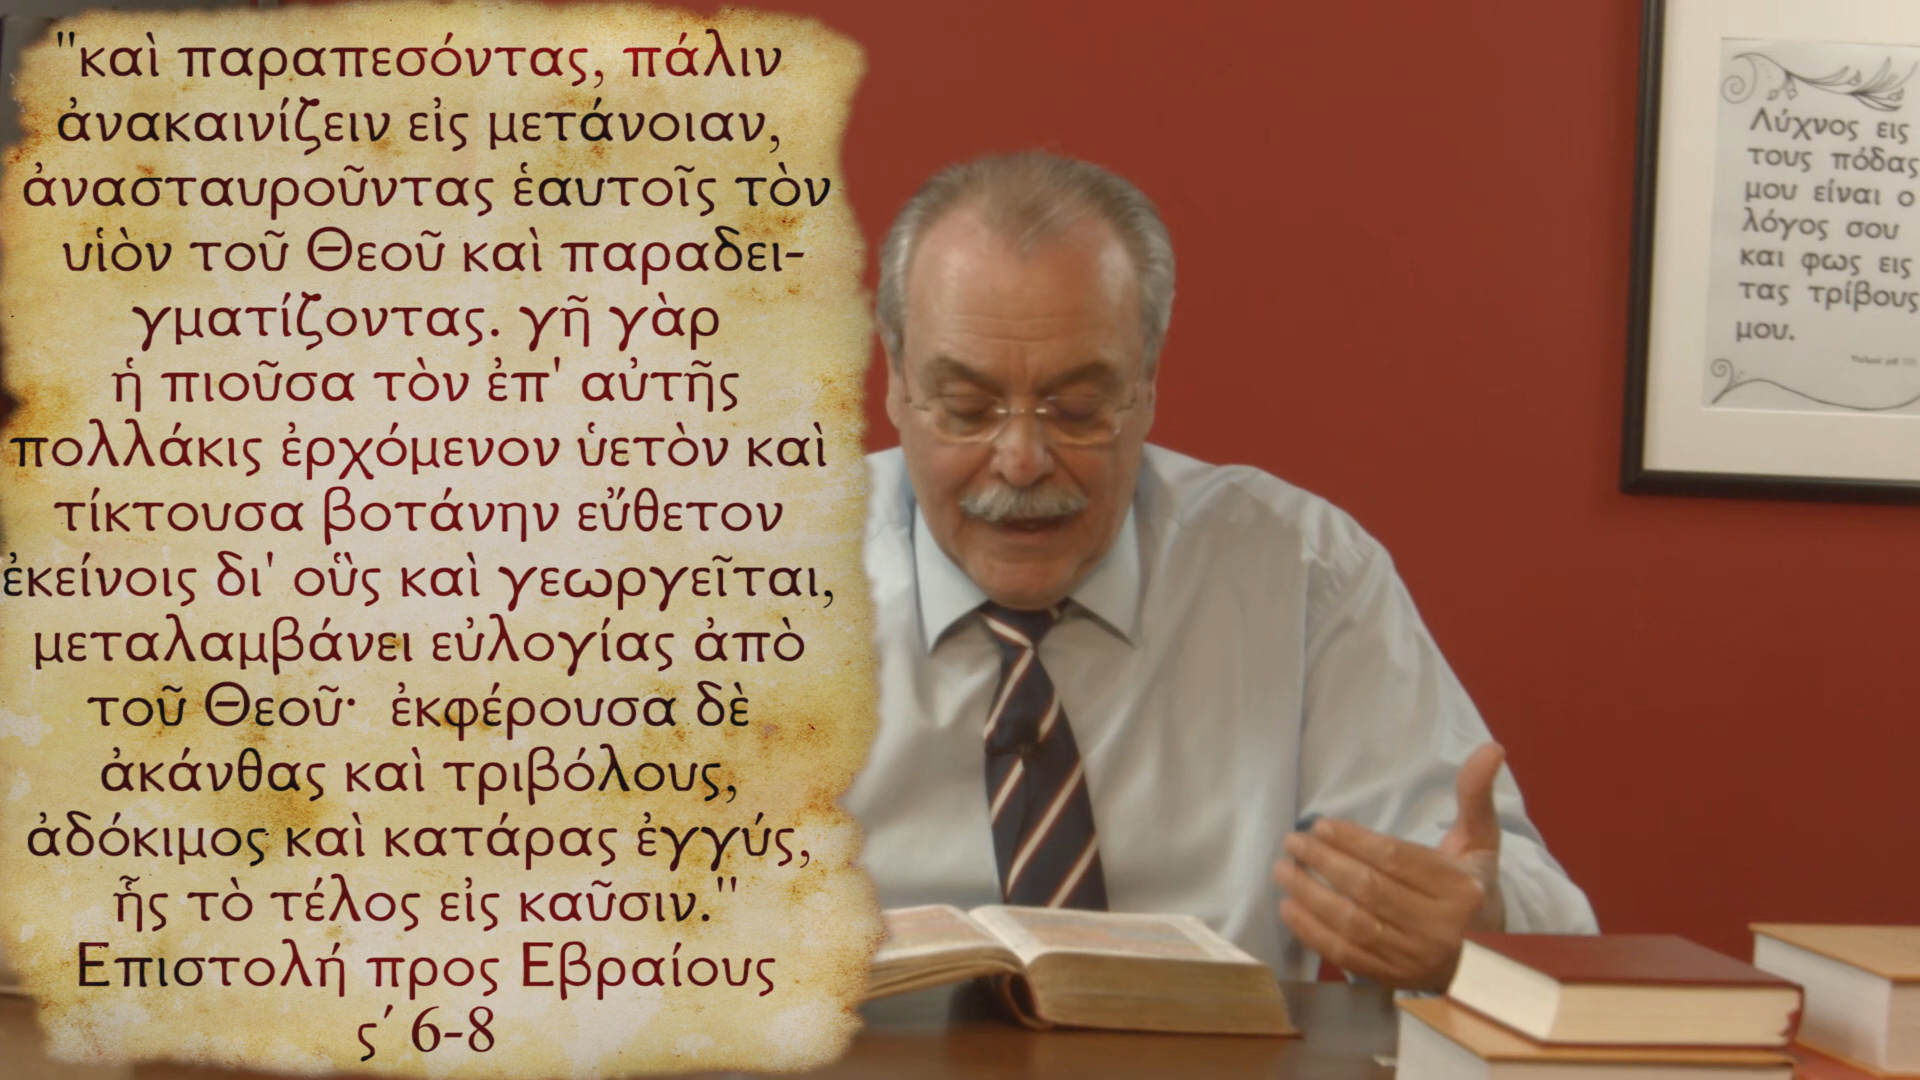 "καὶ παραπεσόντας, πάλιν
ἀνακαινίζειν εἰς μετάνοιαν,
ἀνασταυροῦντας ἑαυτοῖς τὸν
υἱὸν τοῦ Θεοῦ καὶ παραδει-
γματίζοντας. γῆ γὰρ
ἡ πιοῦσα τὸν ἐπ' αὐτῆς
πολλάκις ἐρχόμενον ὑετὸν καὶ
τίκτουσα βοτάνην εὔθετον
ἐκείνοις δι' οὓς καὶ γεωργεῖται,
μεταλαμβάνει εὐλογίας ἀπὸ
τοῦ Θεοῦ· ἐκφέρουσα δὲ
ἀκάνθας καὶ τριβόλους,
ἀδόκιμος καὶ κατάρας ἐγγύς,
ἧς τὸ τέλος εἰς καῦσιν."
Επιστολή προς Εβραίους
ς΄ 6-8
Λύχνος εις
τους πόδας
μου είναι ο
λόγος σου
και φως εις
τας τρίβους
μου.